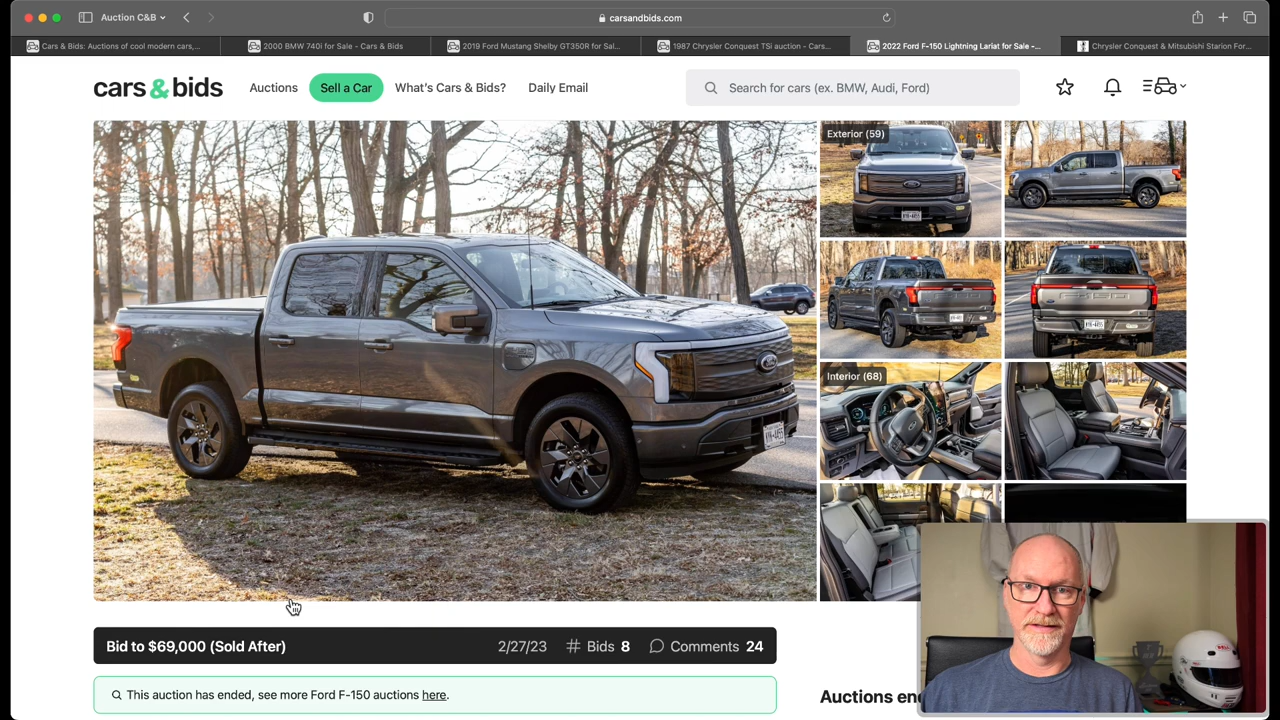 Auction C&B
carsandbids.com
Cars & Bids: Auctions of cool modern cars,...
2000 BMW 740i for Sale - Cars & Bids
2019 Ford Mustang Shelby GT350R for Sal...
1987 Chrysler Conquest TSi auction - Cars...
2022 Ford F-150 Lightning Lariat for Sale -...
Chrysler Conquest & Mitsubishi Starion For...
cars & bids
Auctions
Sell a Car
What's Cars & Bids?
Daily Email
Search for cars (ex. BMW, Audi, Ford)
Exterior (59)
Interior (68)
Bid to $69,000 (Sold After)
2/27/23
# Bids 8
Comments 24
This auction has ended, see more Ford F-150 auctions here.
Auctions en